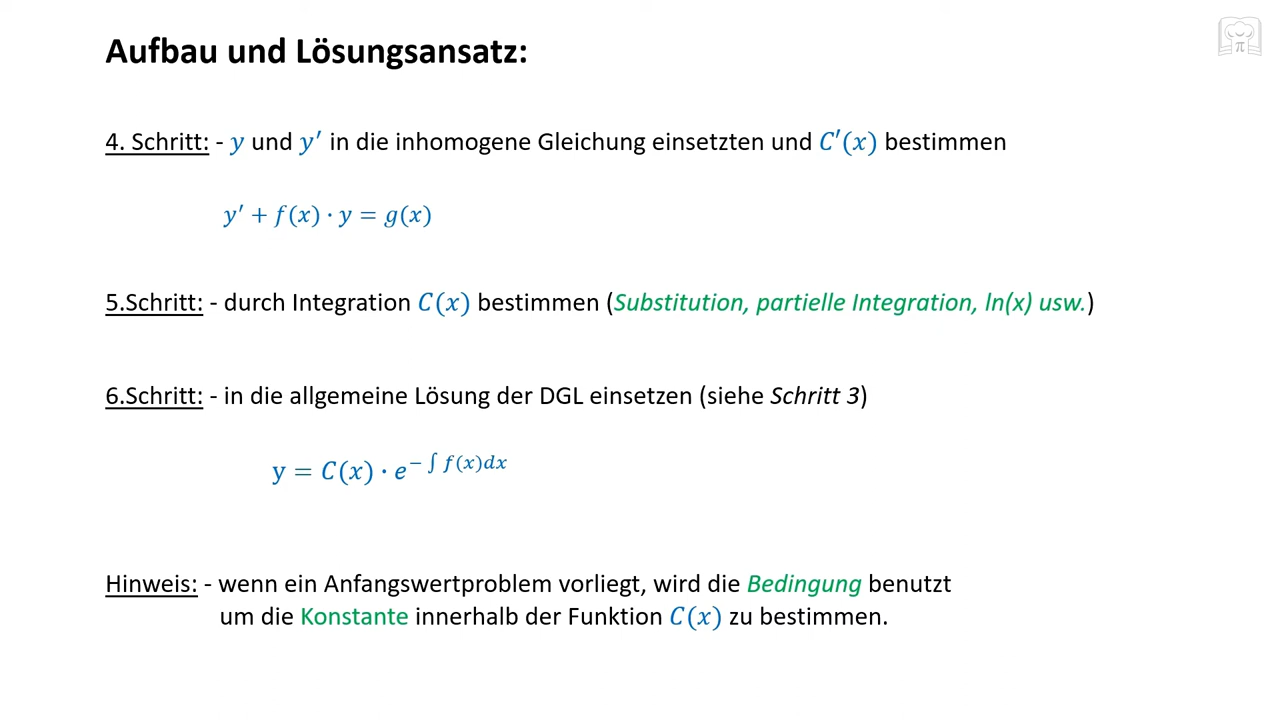 Aufbau und Lösungsansatz:
4. Schritt: - y und y′ in die inhomogene Gleichung einsetzten und C′(x) bestimmen
y′ + f(x) · y = g(x)
5.Schritt: - durch Integration C(x) bestimmen (Substitution, partielle Integration, ln(x) usw.)
6.Schritt: - in die allgemeine Lösung der DGL einsetzen (siehe Schritt 3)
y = C(x) · e^{−∫ f(x)dx}
Hinweis: - wenn ein Anfangswertproblem vorliegt, wird die Bedingung benutzt
um die Konstante innerhalb der Funktion C(x) zu bestimmen.
π